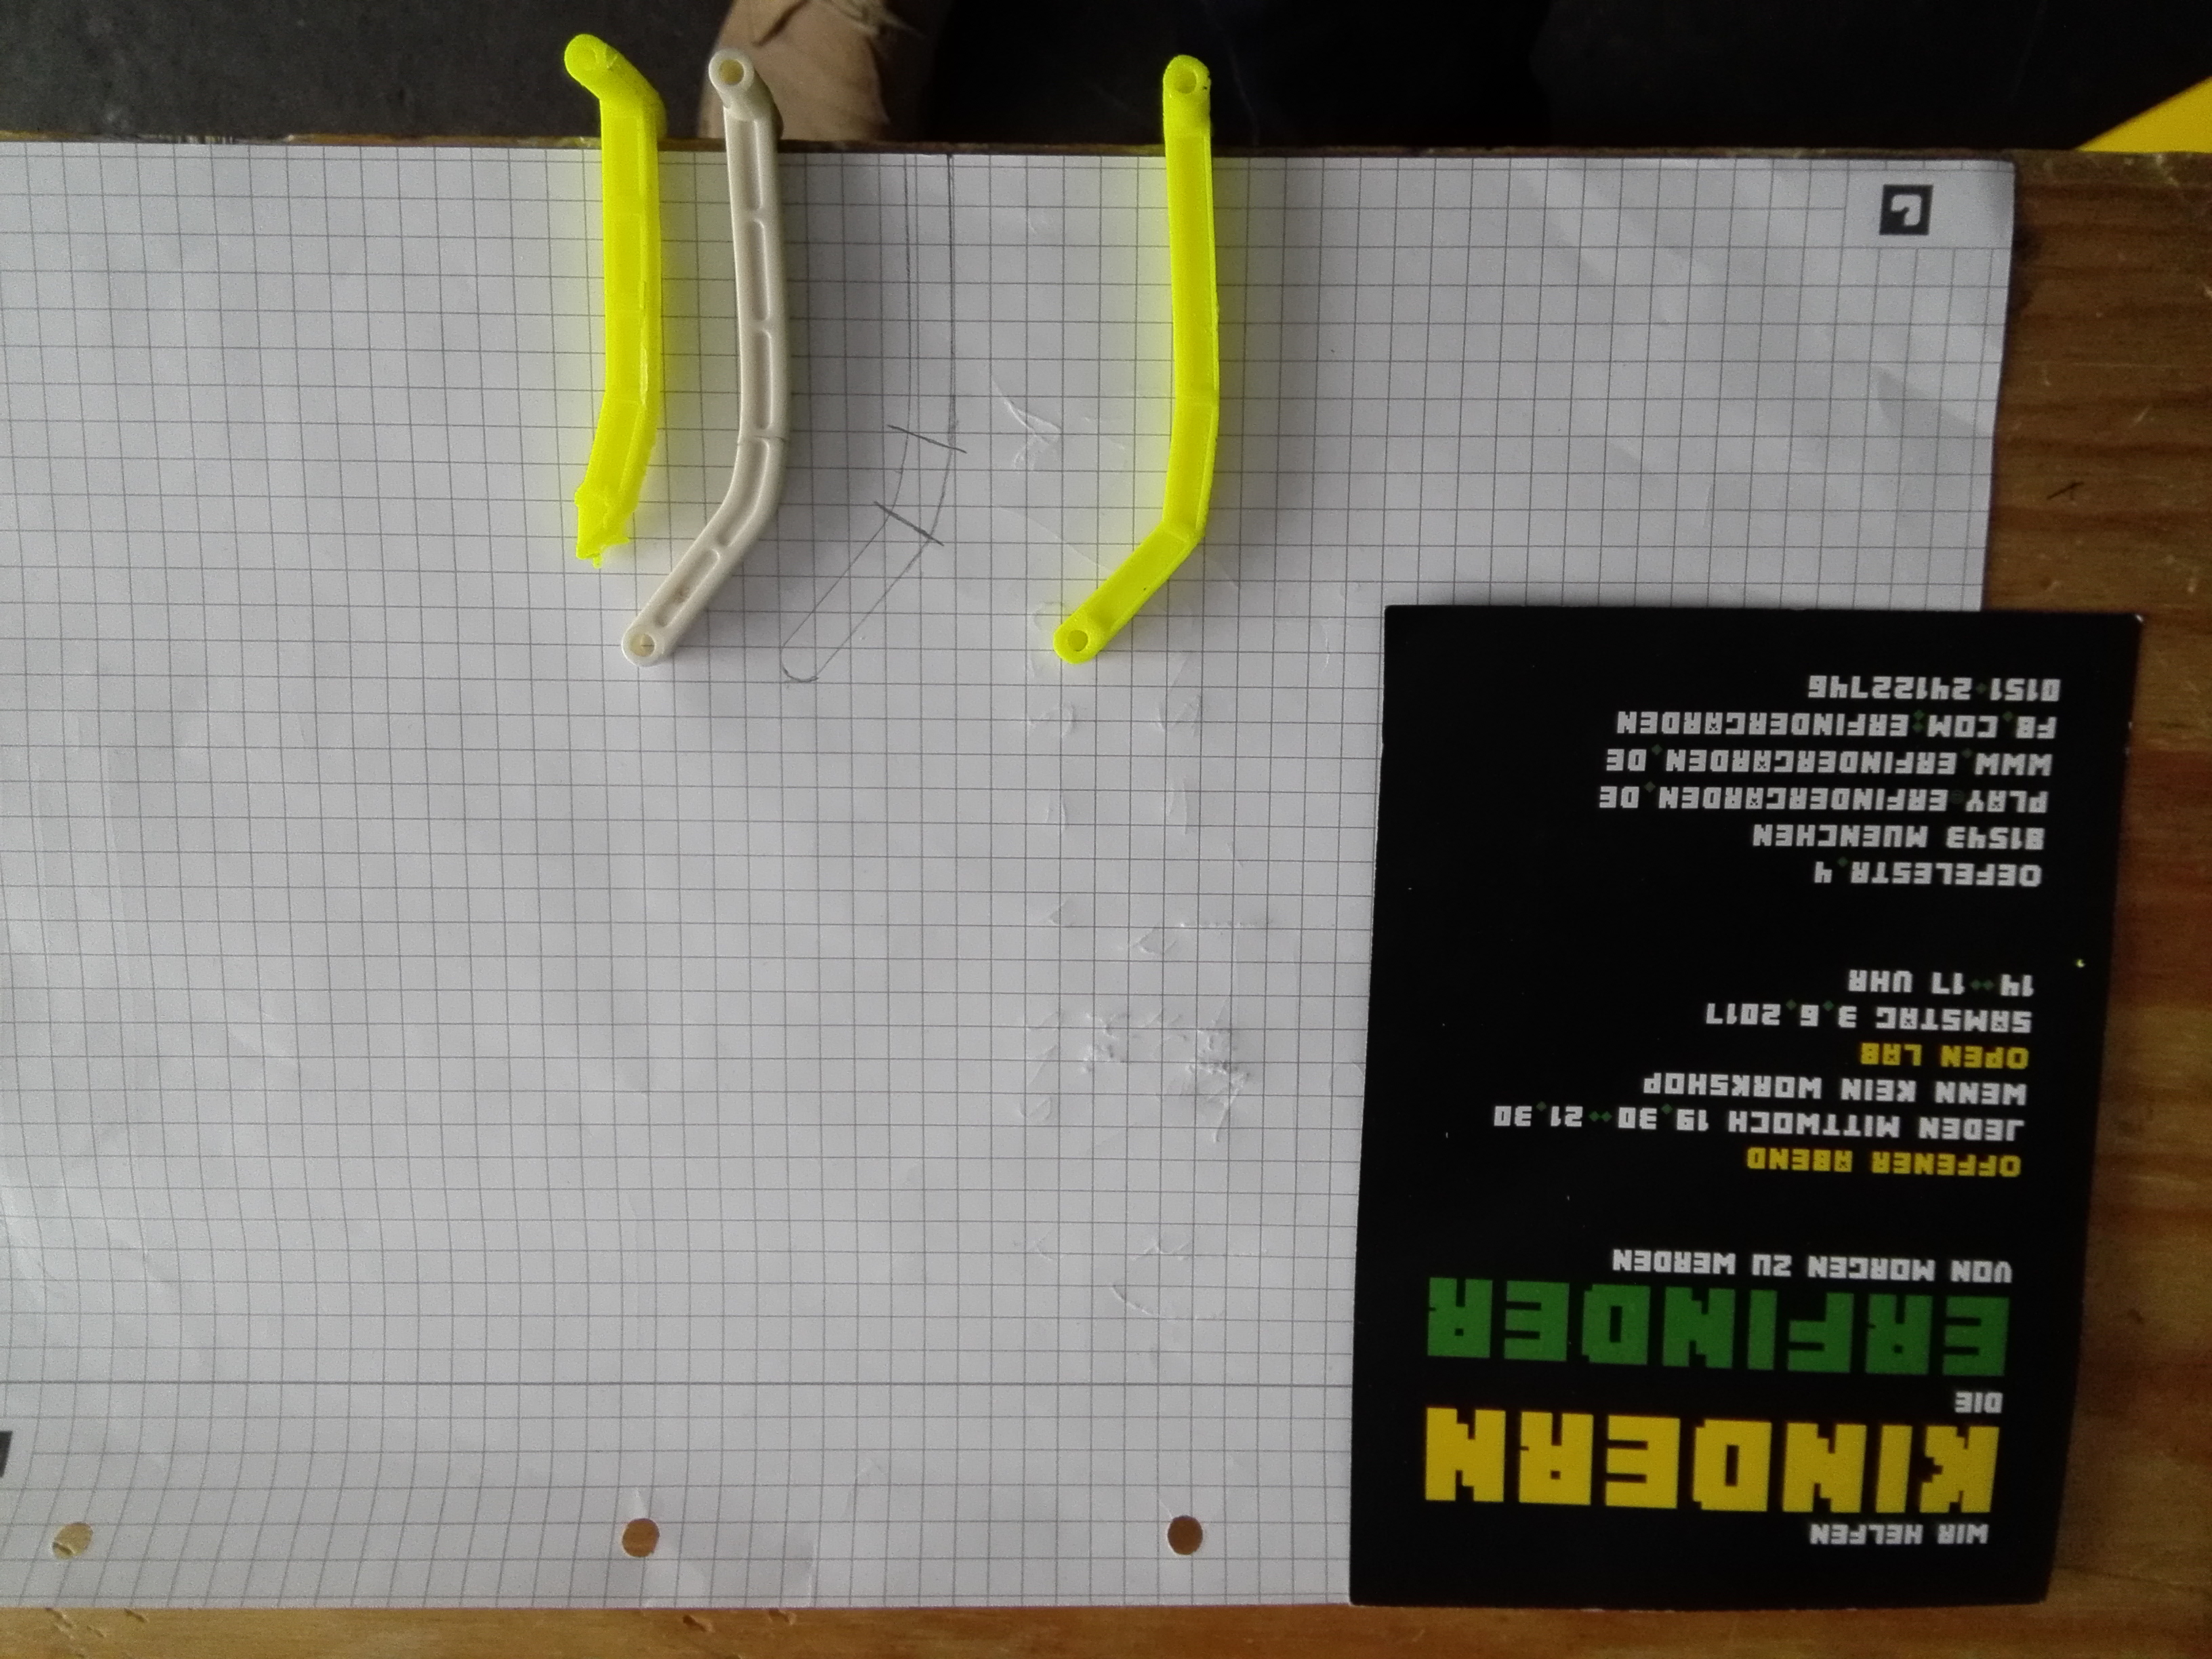 WIR HELFEN
KINDERN
DIE
ERFINDER
VON MORGEN ZU WERDEN
OFFENER ABEND
JEDEN MITTWOCH 19.30--21.30
WENN KEIN WORKSHOP
OPEN LAB
SAMSTAG 3.6.2017
14--17 UHR
OEFELESTR.4
81543 MUENCHEN
PLAY@ERFINDERGARDEN.DE
WWW.ERFINDERGARDEN.DE
FB.COM/ERFINDERGARDEN
0151-24122746